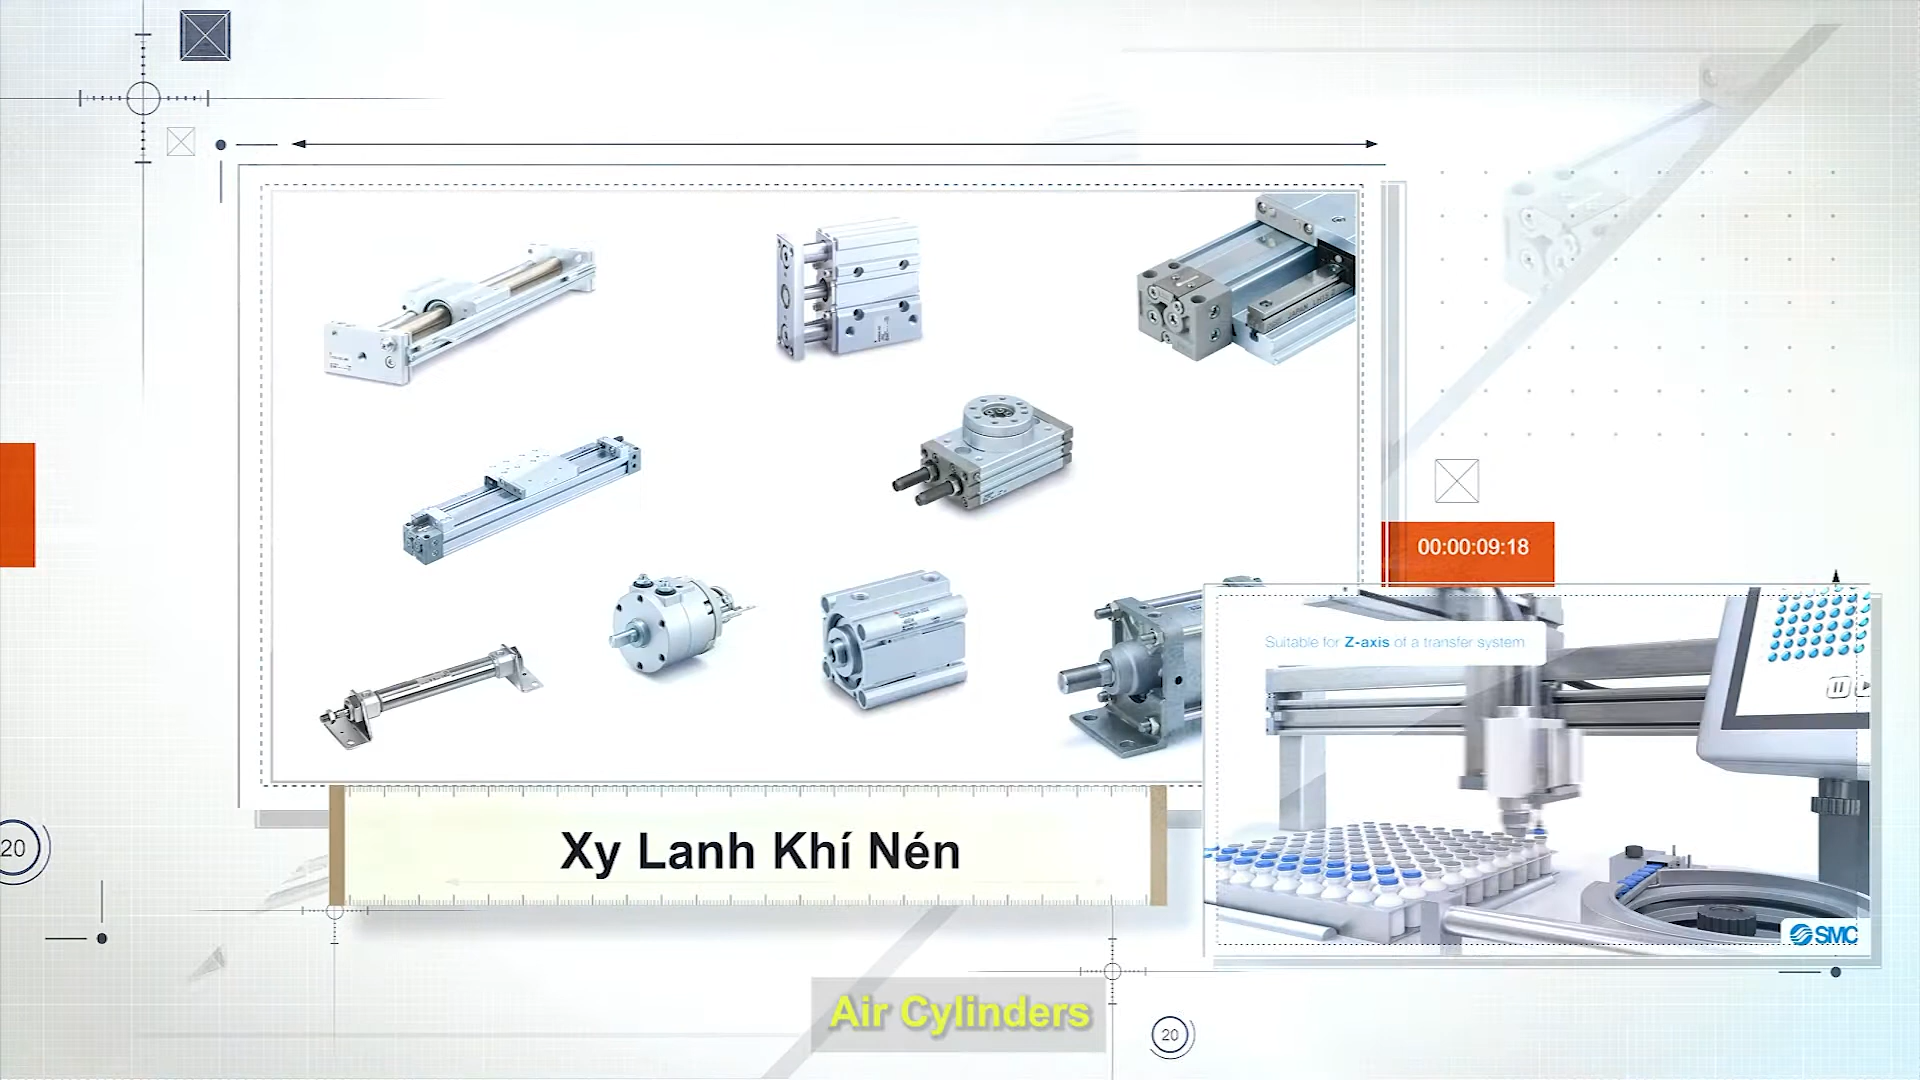 00:00:09:18
Suitable for Z-axis of a transfer system
SMC
Xy Lanh Khí Nén
20
Air Cylinders
20